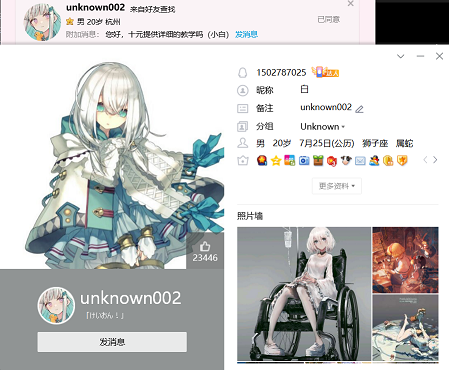 unknown002 来自好友查找
男 20岁 杭州
附加消息: 您好，十元提供详细的教学吗（小白） 发消息
已同意
1502787025 达人
昵称 白
备注 unknown002
分组 Unknown
男 20岁 7月25日(公历) 狮子座 属蛇
更多资料
照片墙
23446
unknown002
「けいおん！」
发消息